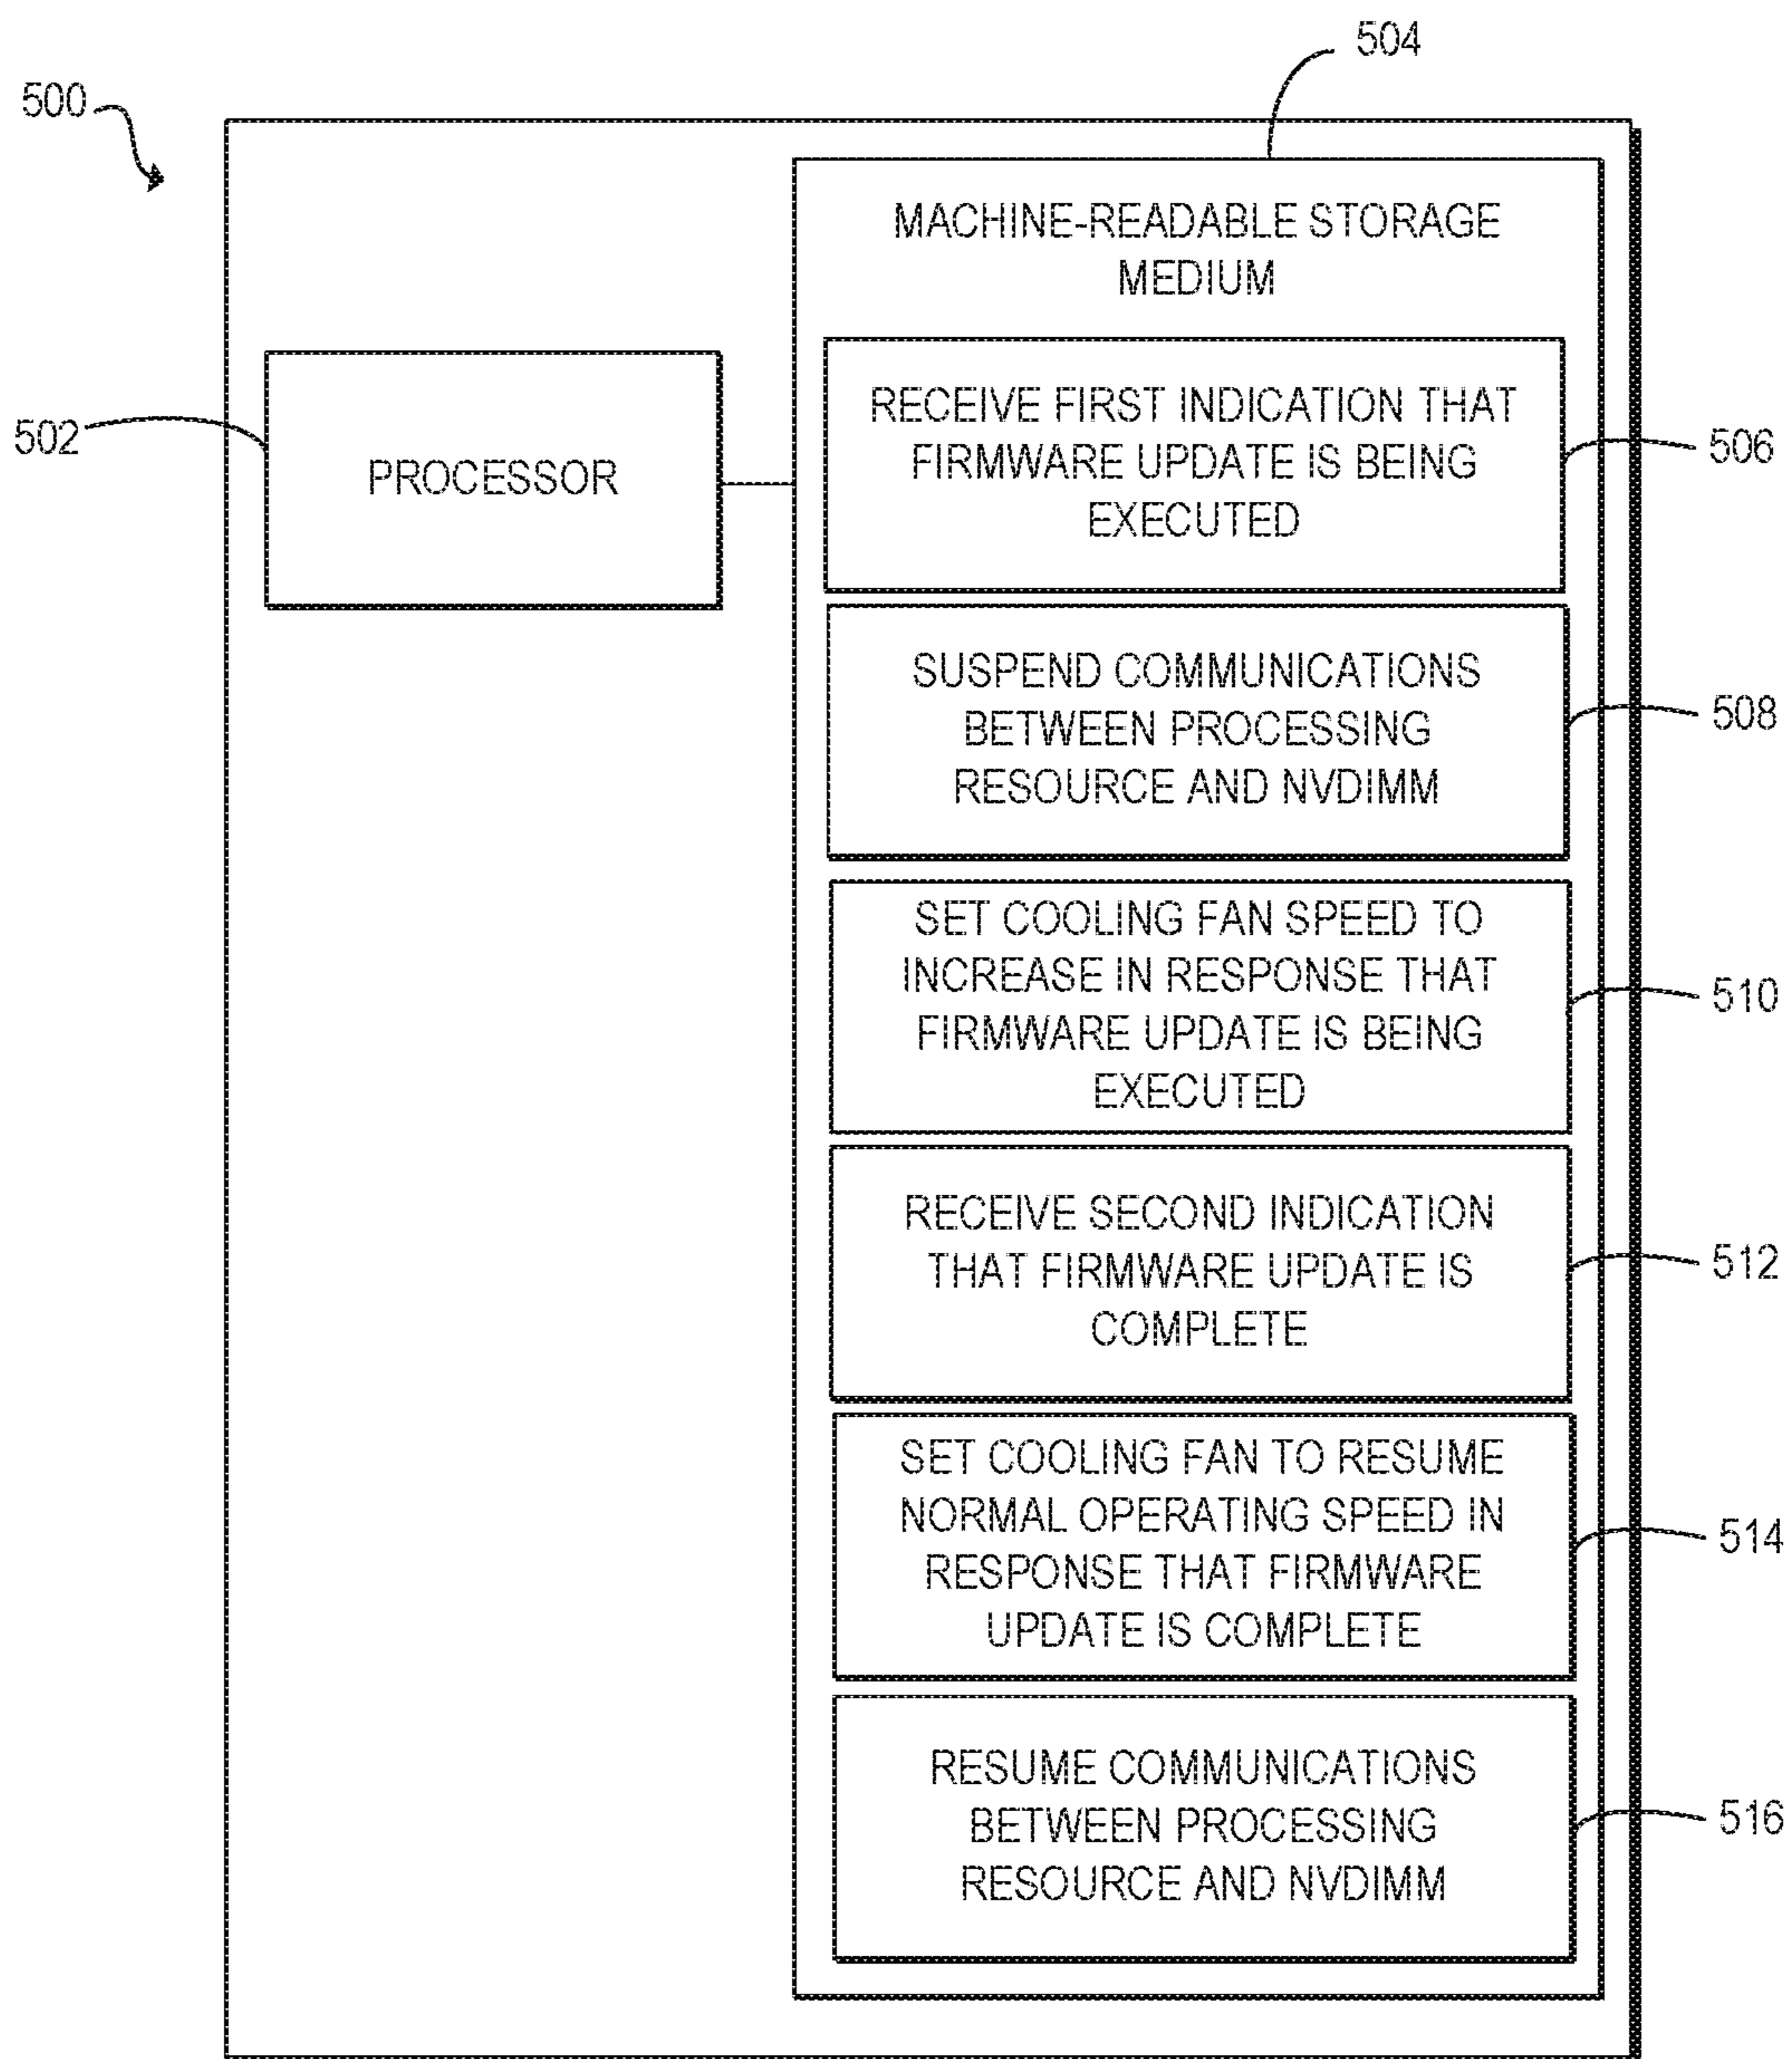 504
500
MACHINE-READABLE STORAGE
MEDIUM
502
PROCESSOR
RECEIVE FIRST INDICATION THAT
FIRMWARE UPDATE IS BEING
EXECUTED
506
SUSPEND COMMUNICATIONS
BETWEEN PROCESSING
RESOURCE AND NVDIMM
508
SET COOLING FAN SPEED TO
INCREASE IN RESPONSE THAT
FIRMWARE UPDATE IS BEING
EXECUTED
510
RECEIVE SECOND INDICATION
THAT FIRMWARE UPDATE IS
COMPLETE
512
SET COOLING FAN TO RESUME
NORMAL OPERATING SPEED IN
RESPONSE THAT FIRMWARE
UPDATE IS COMPLETE
514
RESUME COMMUNICATIONS
BETWEEN PROCESSING
RESOURCE AND NVDIMM
516